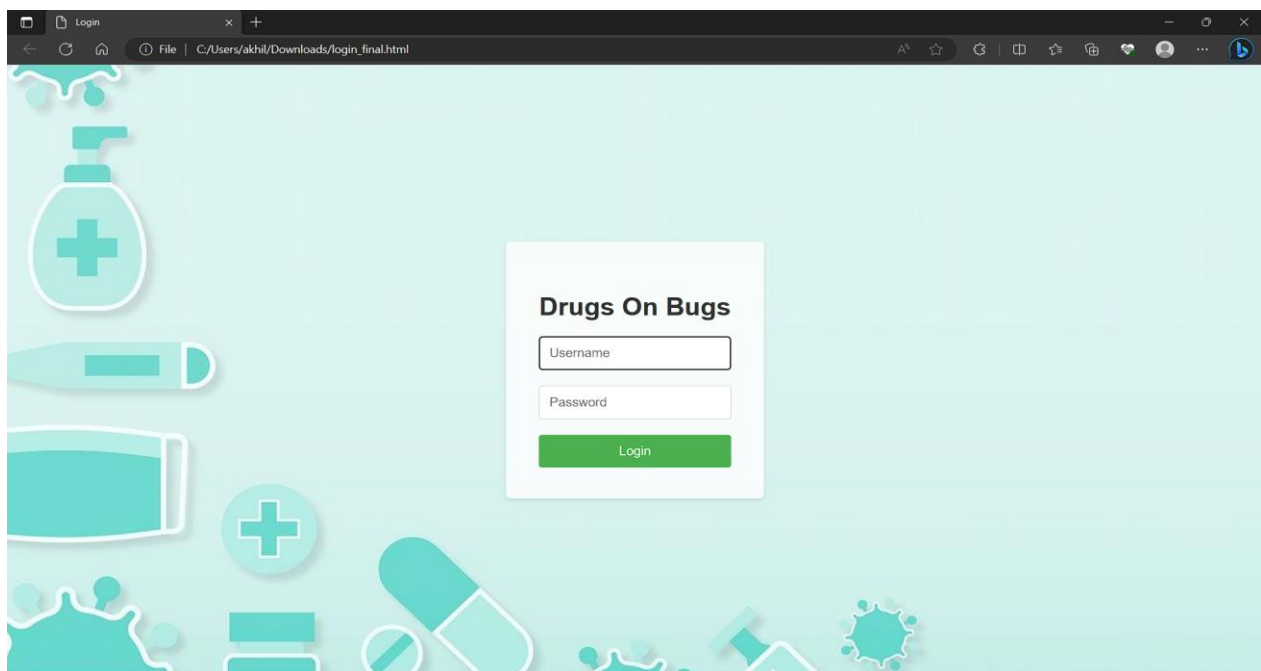 Login
File | C:/Users/akhil/Downloads/login_final.html
Drugs On Bugs
Username
Password
Login